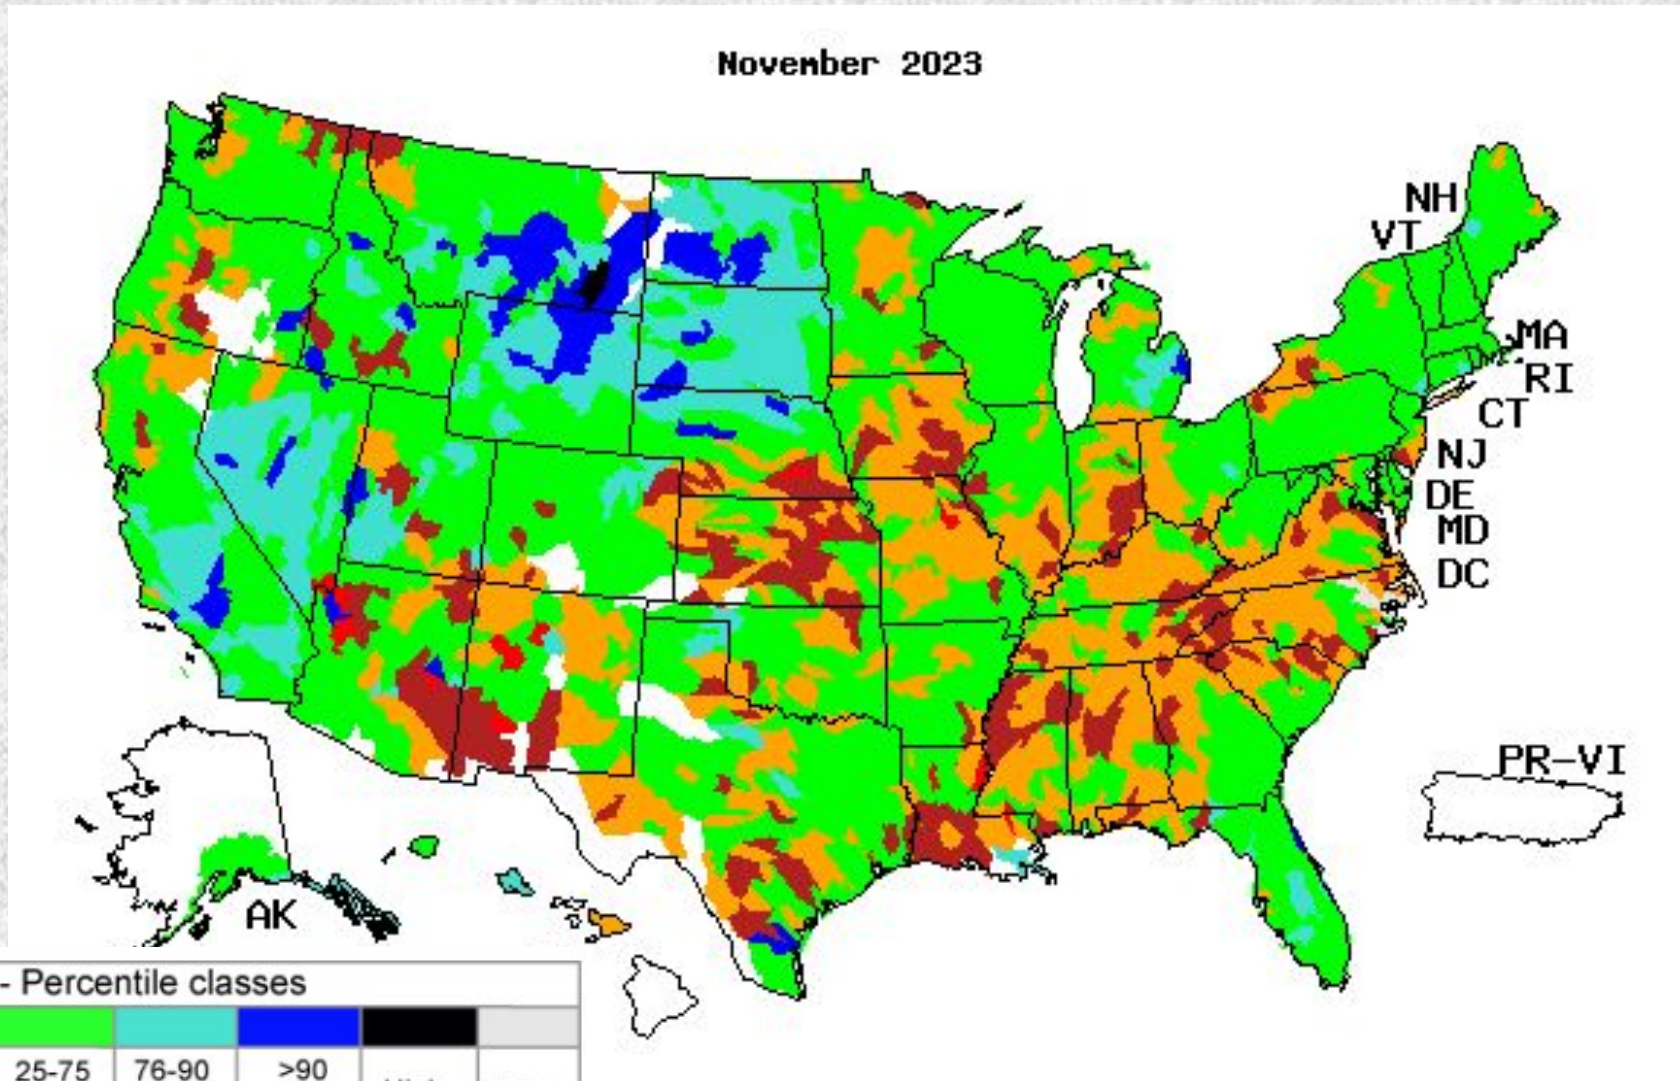 November 2023
NH
VT
MA
RI
CT
NJ
DE
MD
DC
PR-VI
AK
- Percentile classes
25-75 76-90 >90